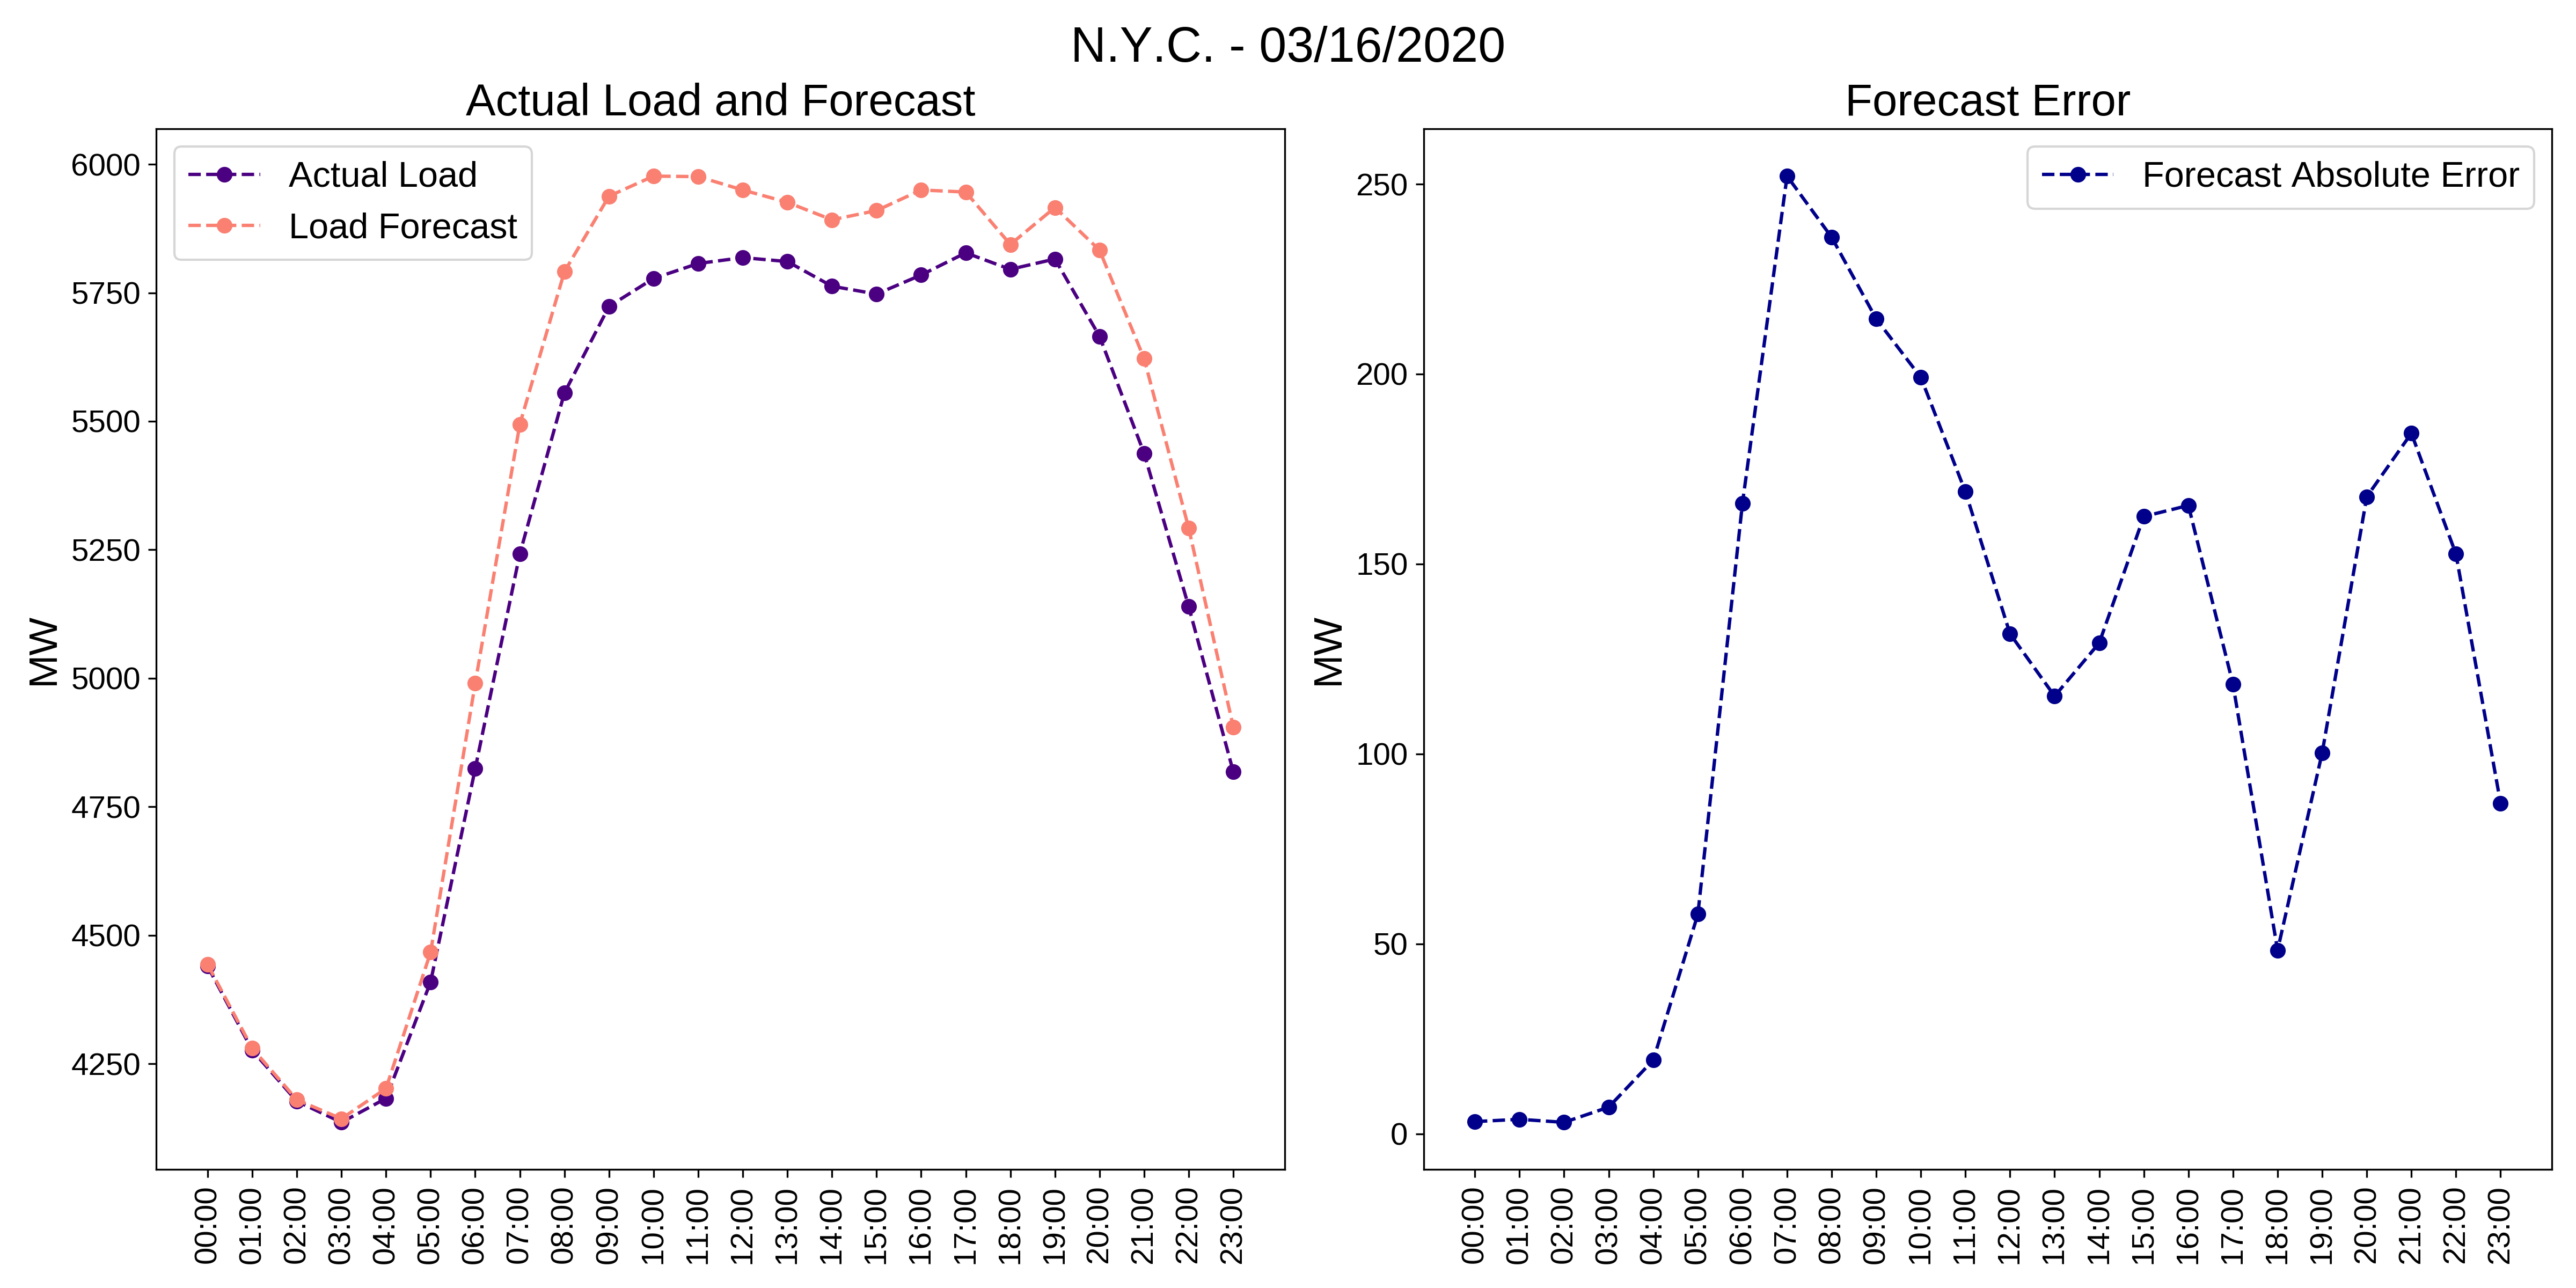 N.Y.C. - 03/16/2020
Actual Load and Forecast
Actual Load
Load Forecast
MW
6000
5750
5500
5250
5000
4750
4500
4250
00:00 01:00 02:00 03:00 04:00 05:00 06:00 07:00 08:00 09:00 10:00 11:00 12:00 13:00 14:00 15:00 16:00 17:00 18:00 19:00 20:00 21:00 22:00 23:00
Forecast Error
Forecast Absolute Error
MW
250
200
150
100
50
0
00:00 01:00 02:00 03:00 04:00 05:00 06:00 07:00 08:00 09:00 10:00 11:00 12:00 13:00 14:00 15:00 16:00 17:00 18:00 19:00 20:00 21:00 22:00 23:00